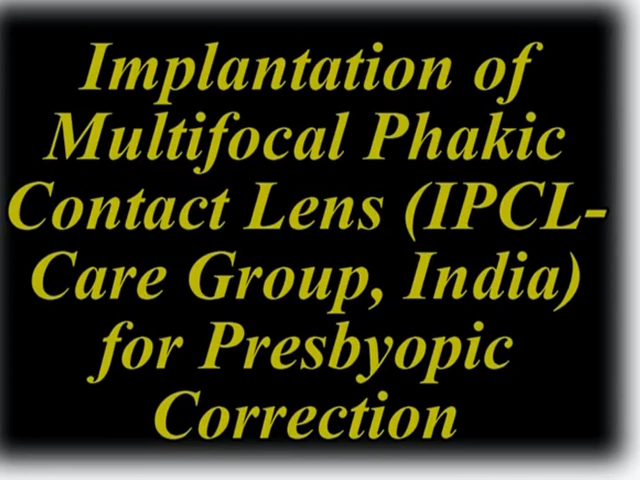 Implantation of
Multifocal Phakic
Contact Lens (IPCL-
Care Group, India)
for Presbyopic
Correction